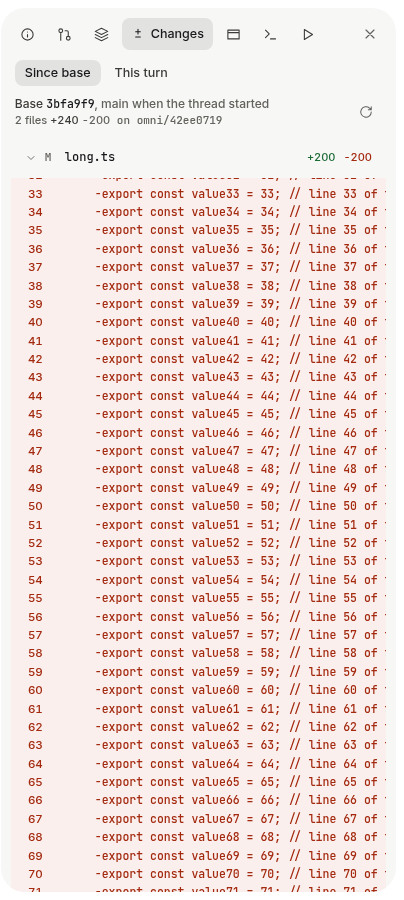 ± Changes
Since base This turn
Base 3bfa9f9, main when the thread started
2 files +240 -200 on omni/42ee0719
M long.ts +200 -200
33 -export const value33 = 33; // line 33 of
34 -export const value34 = 34; // line 34 of
35 -export const value35 = 35; // line 35 of
36 -export const value36 = 36; // line 36 of
37 -export const value37 = 37; // line 37 of
38 -export const value38 = 38; // line 38 of
39 -export const value39 = 39; // line 39 of
40 -export const value40 = 40; // line 40 of
41 -export const value41 = 41; // line 41 of
42 -export const value42 = 42; // line 42 of
43 -export const value43 = 43; // line 43 of
44 -export const value44 = 44; // line 44 of
45 -export const value45 = 45; // line 45 of
46 -export const value46 = 46; // line 46 of
47 -export const value47 = 47; // line 47 of
48 -export const value48 = 48; // line 48 of
49 -export const value49 = 49; // line 49 of
50 -export const value50 = 50; // line 50 of
51 -export const value51 = 51; // line 51 of
52 -export const value52 = 52; // line 52 of
53 -export const value53 = 53; // line 53 of
54 -export const value54 = 54; // line 54 of
55 -export const value55 = 55; // line 55 of
56 -export const value56 = 56; // line 56 of
57 -export const value57 = 57; // line 57 of
58 -export const value58 = 58; // line 58 of
59 -export const value59 = 59; // line 59 of
60 -export const value60 = 60; // line 60 of
61 -export const value61 = 61; // line 61 of
62 -export const value62 = 62; // line 62 of
63 -export const value63 = 63; // line 63 of
64 -export const value64 = 64; // line 64 of
65 -export const value65 = 65; // line 65 of
66 -export const value66 = 66; // line 66 of
67 -export const value67 = 67; // line 67 of
68 -export const value68 = 68; // line 68 of
69 -export const value69 = 69; // line 69 of
70 -export const value70 = 70; // line 70 of
71 -export const value71 = 71; // line 71 of